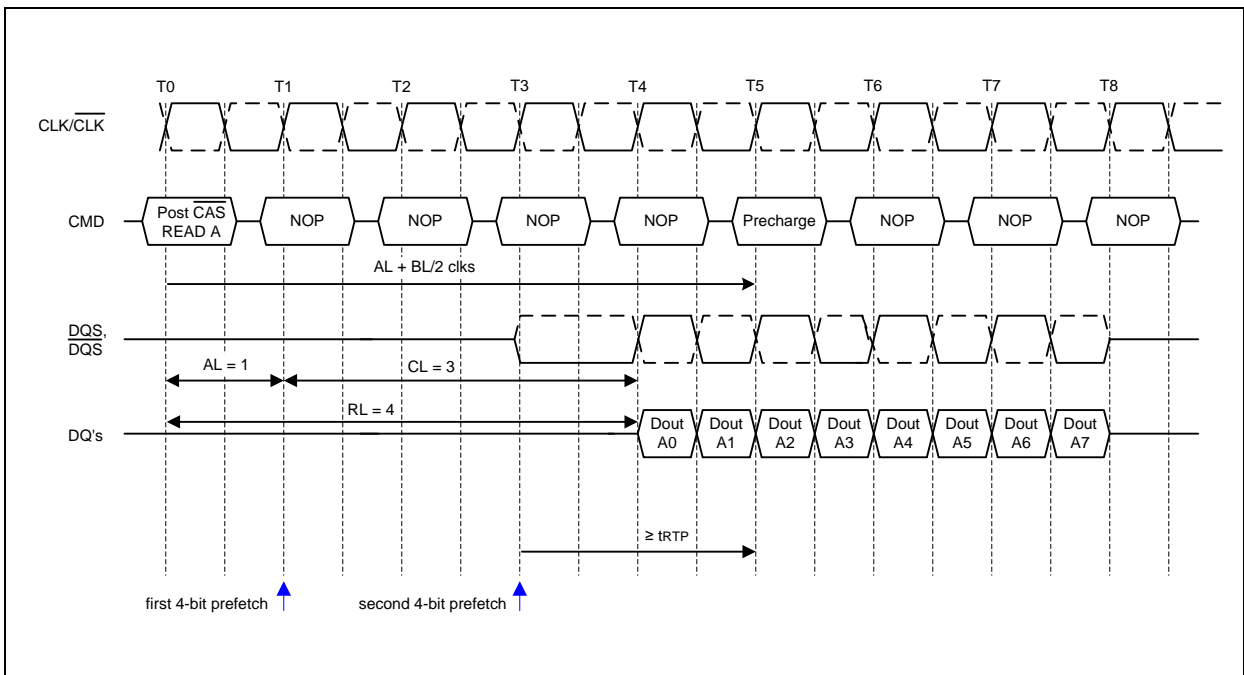 T0 T1 T2 T3 T4 T5 T6 T7 T8
CLK/CLK
CMD
Post CAS
READ A
NOP NOP NOP NOP Precharge NOP NOP NOP
AL + BL/2 clks
DQS,
DQS
AL = 1
CL = 3
RL = 4
DQ's
Dout Dout Dout Dout Dout Dout Dout Dout
A0 A1 A2 A3 A4 A5 A6 A7
≥ tRTP
first 4-bit prefetch
second 4-bit prefetch